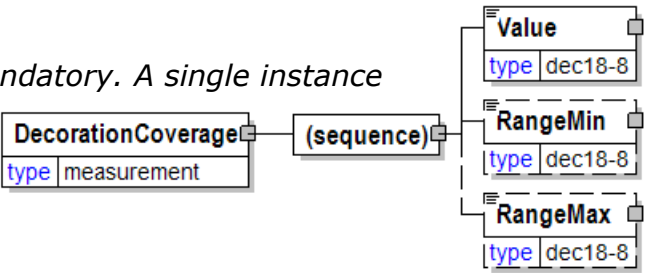 Value
type dec18-8
ndatory. A single instance
RangeMin
type dec18-8
DecorationCoverage
type measurement
(sequence)
RangeMax
type dec18-8